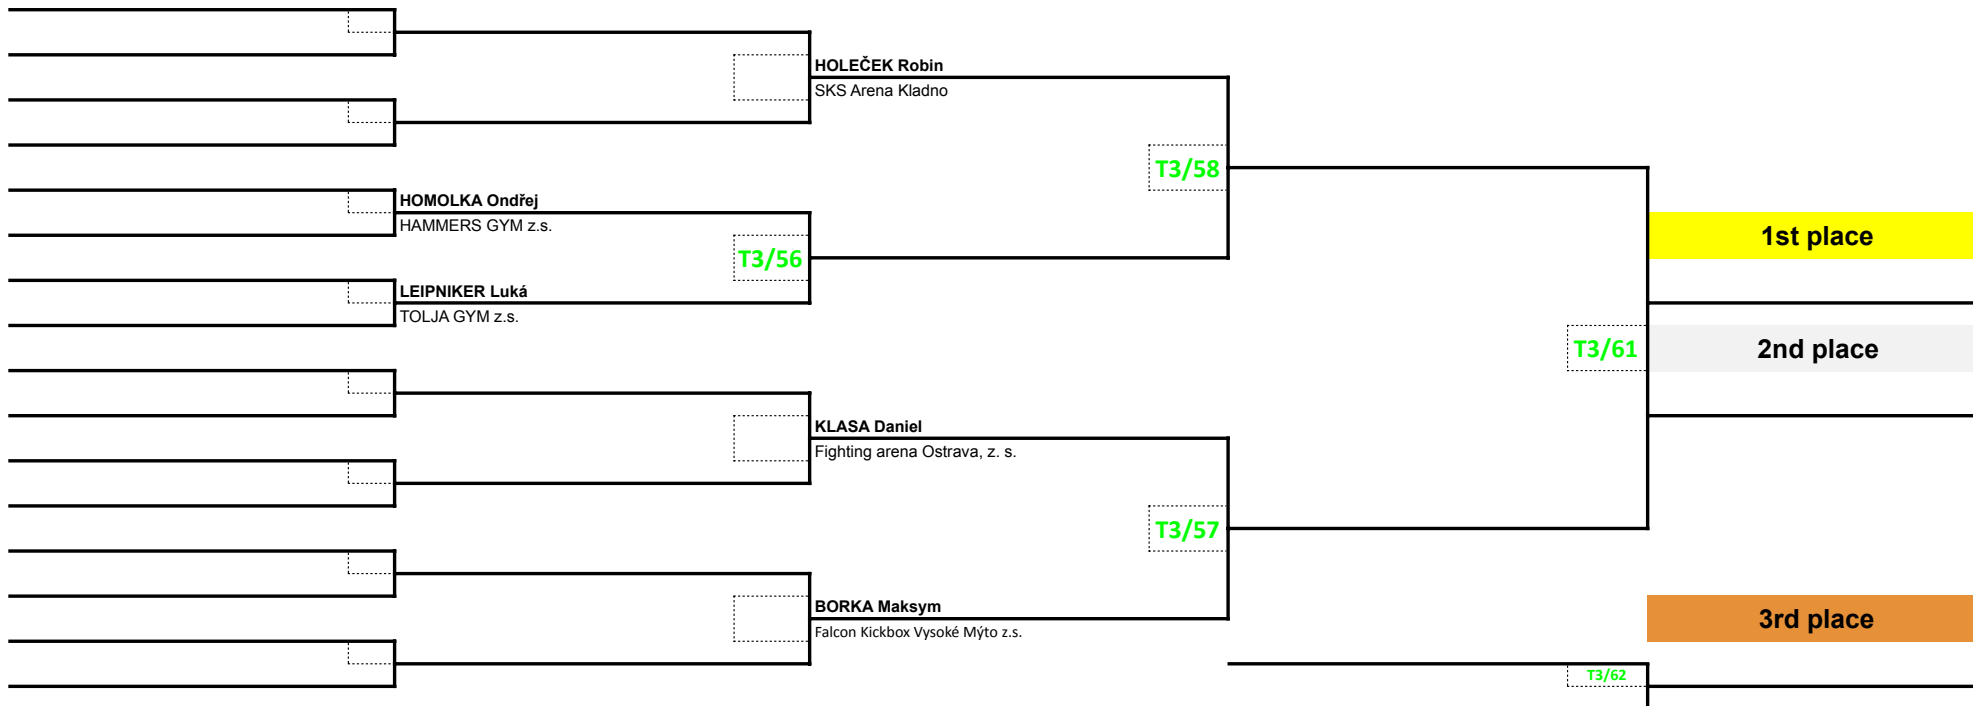 HOLEČEK Robin
SKS Arena Kladno
T3/58
HOMOLKA Ondřej
HAMMERS GYM z.s.
1st place
T3/56
LEIPNIKER Luká
TOLJA GYM z.s.
T3/61
2nd place
KLASA Daniel
Fighting arena Ostrava, z. s.
T3/57
BORKA Maksym
Falcon Kickbox Vysoké Mýto z.s.
3rd place
T3/62